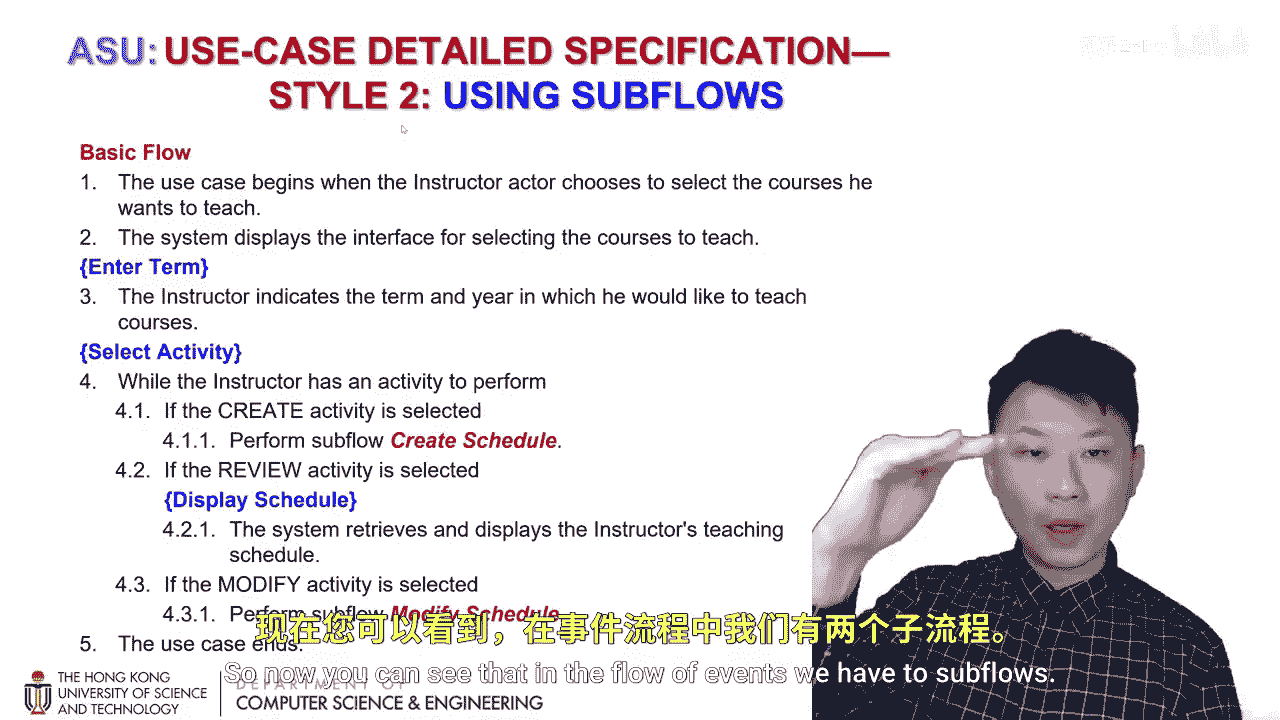 ASU: USE-CASE DETAILED SPECIFICATION—
STYLE 2: USING SUBFLOWS
Basic Flow
1. The use case begins when the Instructor actor chooses to select the courses he
wants to teach.
2. The system displays the interface for selecting the courses to teach.
{Enter Term}
3. The Instructor indicates the term and year in which he would like to teach
courses.
{Select Activity}
4. While the Instructor has an activity to perform
4.1. If the CREATE activity is selected
4.1.1. Perform subflow Create Schedule.
4.2. If the REVIEW activity is selected
{Display Schedule}
4.2.1. The system retrieves and displays the Instructor's teaching
schedule.
4.3. If the MODIFY activity is selected
4.3.1. Perform subflow Modify Schedule
5. The use case ends.
现在您可以看到，在事件流程中我们有两个子流程。
So now you can see that in the flow of events we have to subflows.
THE HONG KONG
UNIVERSITY OF SCIENCE
AND TECHNOLOGY
DEPARTMENT OF
COMPUTER SCIENCE & ENGINEERING